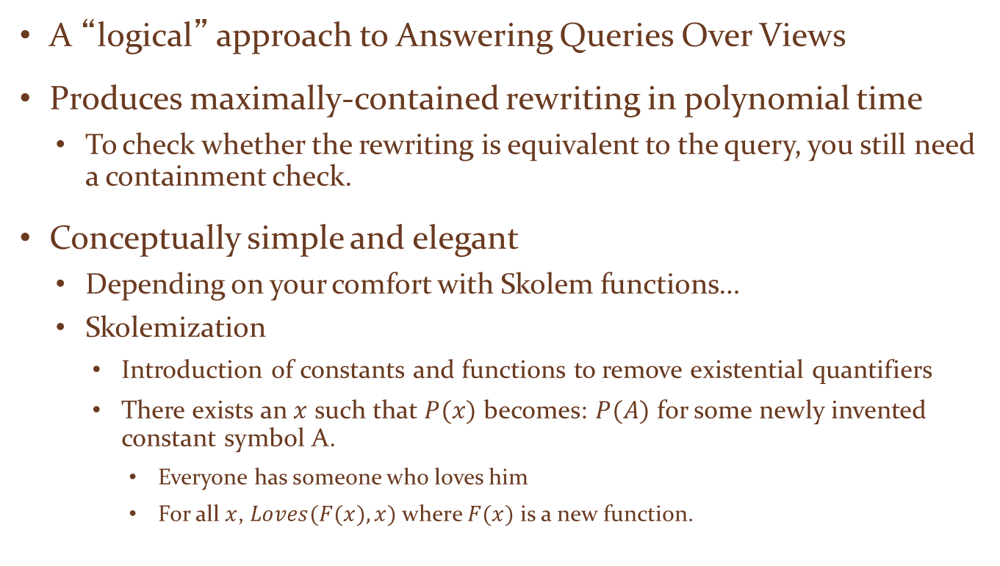 • A “logical” approach to Answering Queries Over Views
• Produces maximally-contained rewriting in polynomial time
• To check whether the rewriting is equivalent to the query, you still need
a containment check.
• Conceptually simple and elegant
• Depending on your comfort with Skolem functions…
• Skolemization
• Introduction of constants and functions to remove existential quantifiers
• There exists an 𝑥 such that 𝑃(𝑥) becomes: 𝑃(𝐴) for some newly invented
constant symbol A.
• Everyone has someone who loves him
• For all 𝑥, 𝐿𝑜𝑣𝑒𝑠(𝐹(𝑥), 𝑥) where 𝐹(𝑥) is a new function.